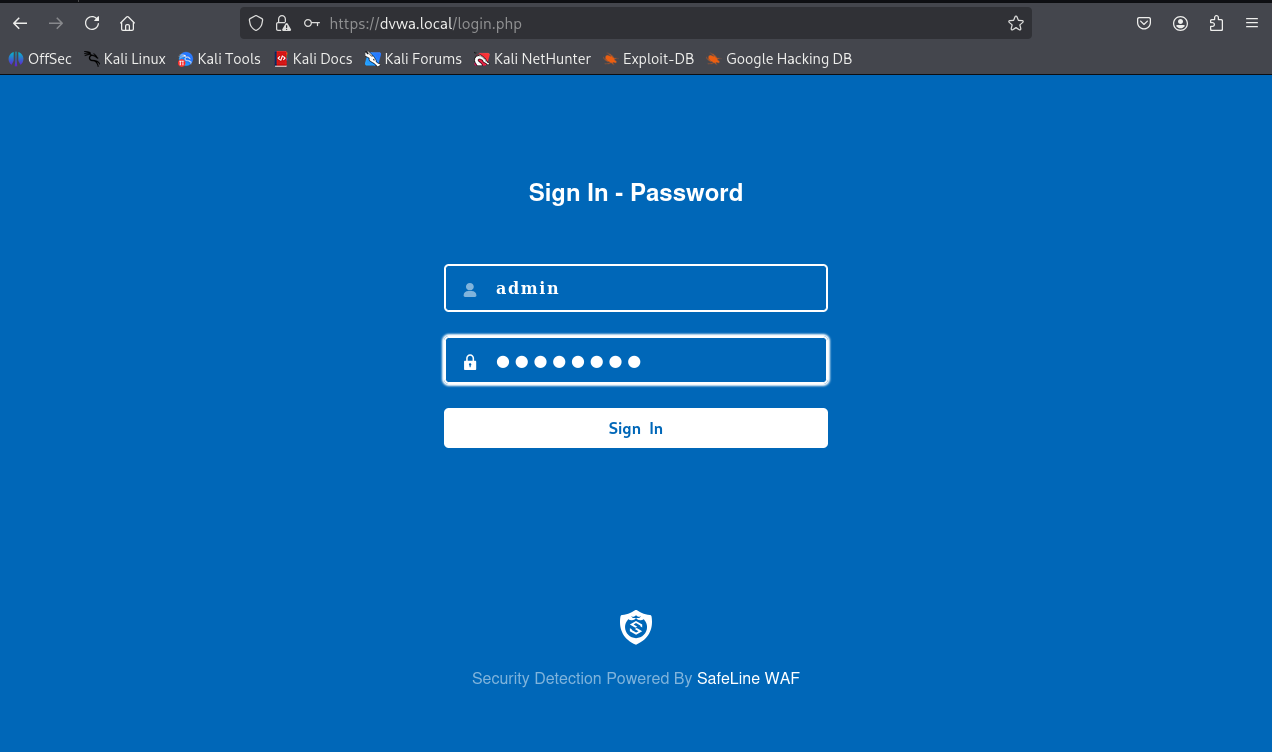 https://dvwa.local/login.php
OffSec Kali Linux Kali Tools Kali Docs Kali Forums Kali NetHunter Exploit-DB Google Hacking DB
Sign In - Password
admin
●●●●●●●●
Sign In
Security Detection Powered By SafeLine WAF